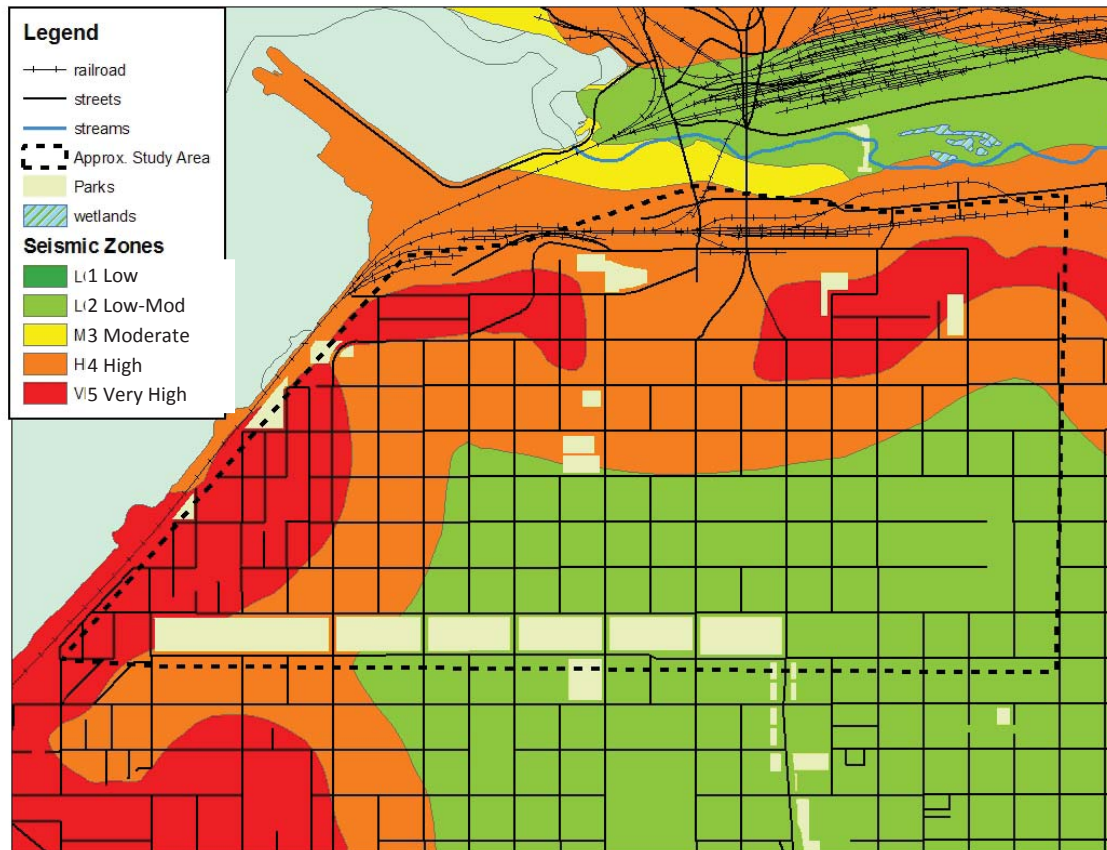 Legend
railroad
streets
streams
Approx. Study Area
Parks
wetlands
Seismic Zones
1 Low
2 Low-Mod
3 Moderate
4 High
5 Very High